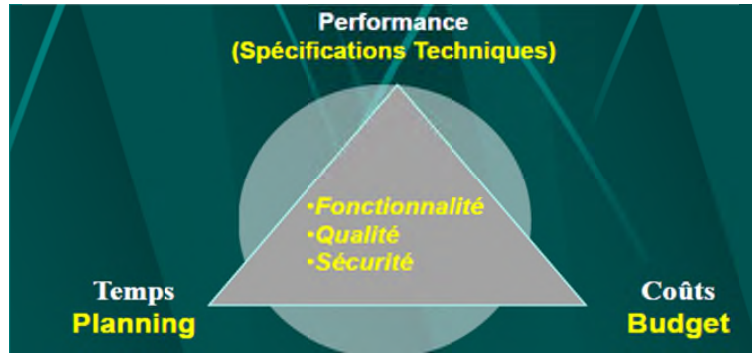 Performance
(Spécifications Techniques)
•Fonctionnalité
•Qualité
•Sécurité
Temps
Planning
Coûts
Budget